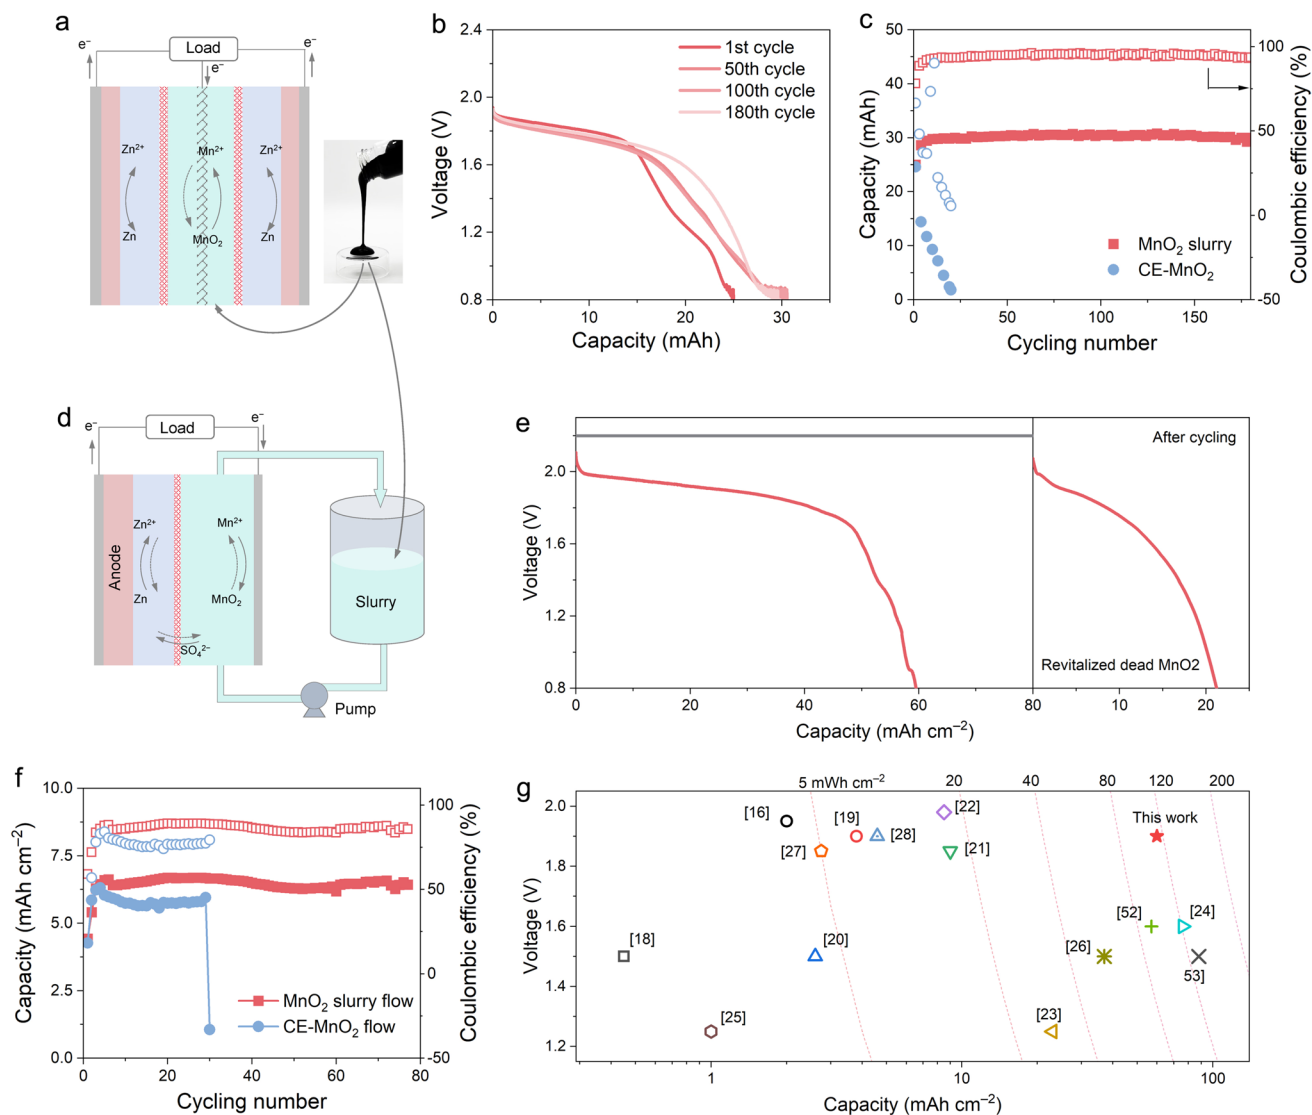 a
Load
e⁻
e⁻
e⁻
Zn²⁺
Mn²⁺
Zn²⁺
Zn
MnO₂
Zn
b
2.4
2.0
1.6
1.2
0.8
Voltage (V)
1st cycle
50th cycle
100th cycle
180th cycle
0
10
20
30
Capacity (mAh)
c
50
40
30
20
10
0
Capacity (mAh)
100
50
0
-50
Coulombic efficiency (%)
MnO₂ slurry
CE-MnO₂
0
50
100
150
Cycling number
d
Load
e⁻
e⁻
Anode
Zn²⁺
Mn²⁺
Zn
MnO₂
SO₄²⁻
Slurry
Pump
e
2.0
1.6
1.2
0.8
Voltage (V)
After cycling
Revitalized dead MnO2
0
20
40
60
80
10
20
Capacity (mAh cm⁻²)
f
10.0
7.5
5.0
2.5
0.0
Capacity (mAh cm⁻²)
100
50
0
-50
Coulombic efficiency (%)
MnO₂ slurry flow
CE-MnO₂ flow
0
20
40
60
80
Cycling number
g
5 mWh cm⁻²
20
40
80
120
200
2.0
1.8
1.6
1.4
1.2
Voltage (V)
[16]
[19]
[22]
This work
[27]
[28]
[21]
[52]
[24]
[18]
[20]
[26]
53]
[25]
[23]
1
10
100
Capacity (mAh cm⁻²)